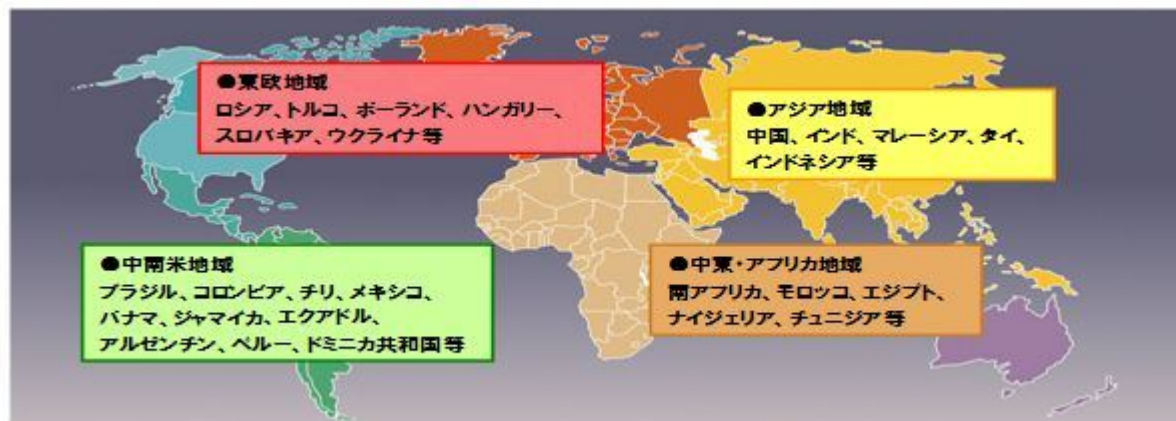 ●東欧地域
ロシア、トルコ、ポーランド、ハンガリー、
スロバキア、ウクライナ等
●アジア地域
中国、インド、マレーシア、タイ、
インドネシア等
●中南米地域
ブラジル、コロンビア、チリ、メキシコ、
パナマ、ジャマイカ、エクアドル、
アルゼンチン、ペルー、ドミニカ共和国等
●中東・アフリカ地域
南アフリカ、モロッコ、エジプト、
ナイジェリア、チュニジア等